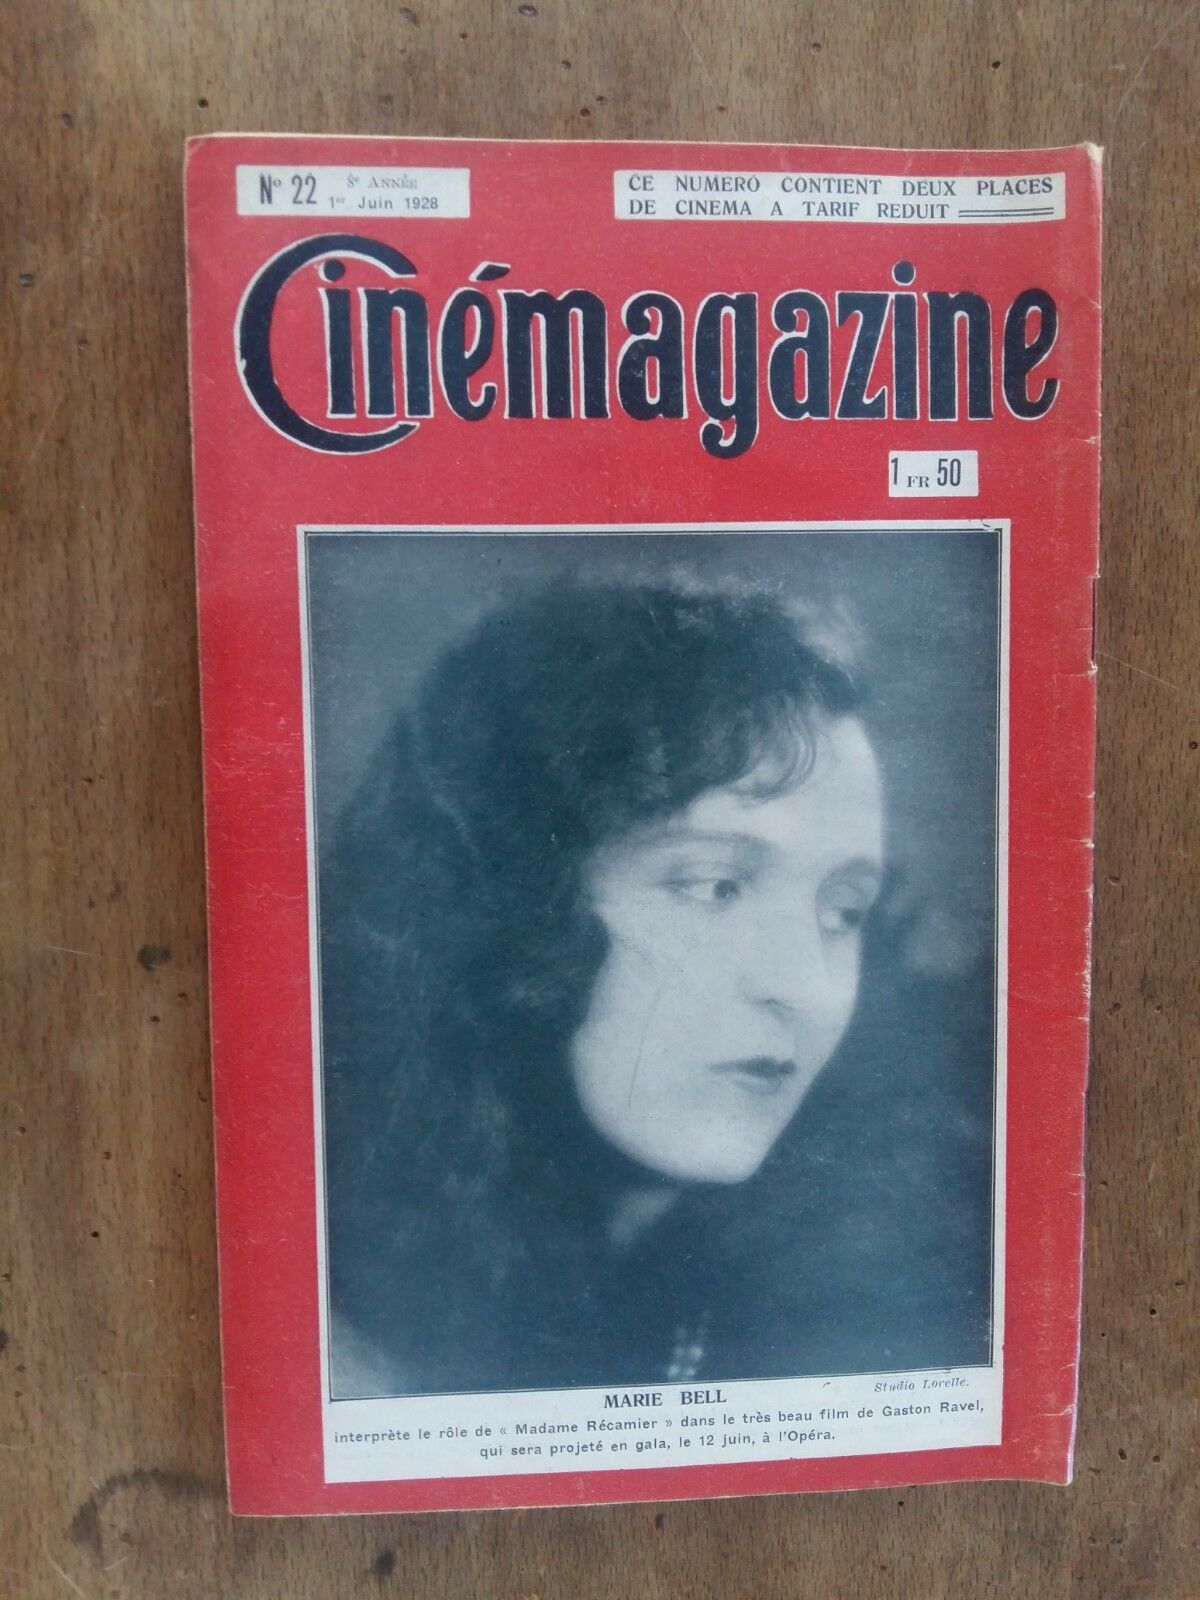 Nº 22 8e ANNÉE
1er Juin 1928
CE NUMERO CONTIENT DEUX PLACES
DE CINEMA A TARIF REDUIT
Cinémagazine
1 FR 50
Studio Lorelle.
MARIE BELL
interprète le rôle de « Madame Récamier » dans le très beau film de Gaston Ravel,
qui sera projeté en gala, le 12 juin, à l'Opéra.